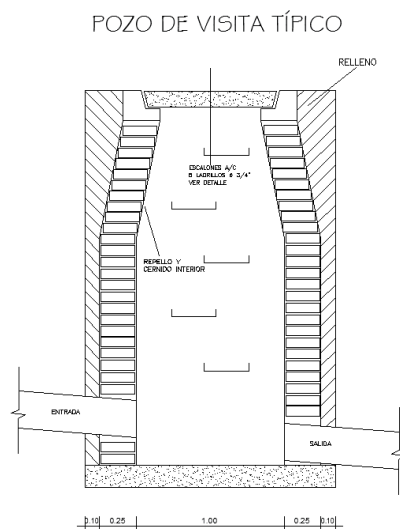 POZO DE VISITA TÍPICO
RELLENO
ESCALONES A/C
8 LADRILLOS ø 3/4"
VER DETALLE
REPELLO Y
CERNIDO INTERIOR
ENTRADA
SALIDA
0.10 0.25 1.00 0.25 0.10